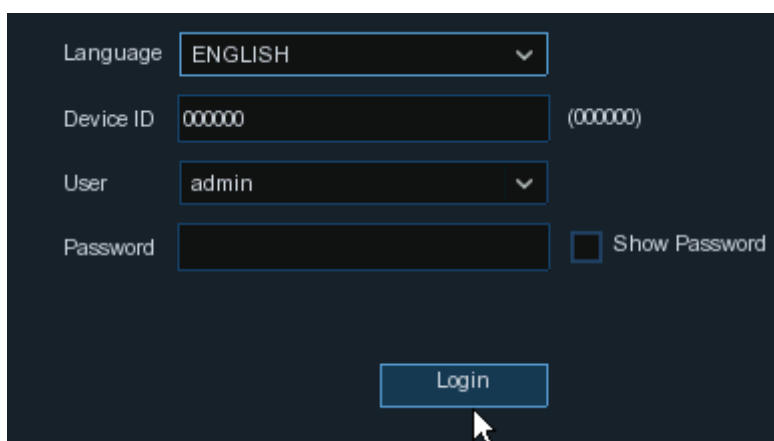 Language ENGLISH
Device ID 000000 (000000)
User admin
Password Show Password
Login